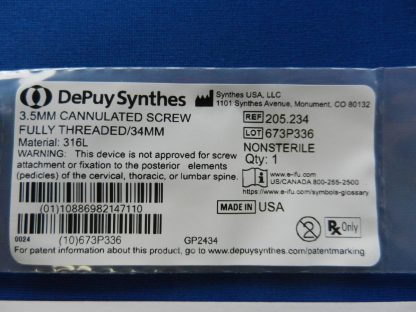 DePuy Synthes
Synthes USA, LLC
1101 Synthes Avenue, Monument, CO 80132
3.5MM CANNULATED SCREW
FULLY THREADED/34MM
Material: 316L
WARNING: This device is not approved for screw
attachment or fixation to the posterior elements
(pedicles) of the cervical, thoracic, or lumbar spine.
REF 205.234
LOT 673P336
NONSTERILE
Qty: 1
www.e-ifu.com
US/CANADA 800-255-2500
www.e-ifu.com/symbols-glossary
(01)10886982147110
MADE IN USA
Rx Only
0024
(10)673P336
GP2434
For patent information about this product, go to www.depuysynthes.com/patentmarking